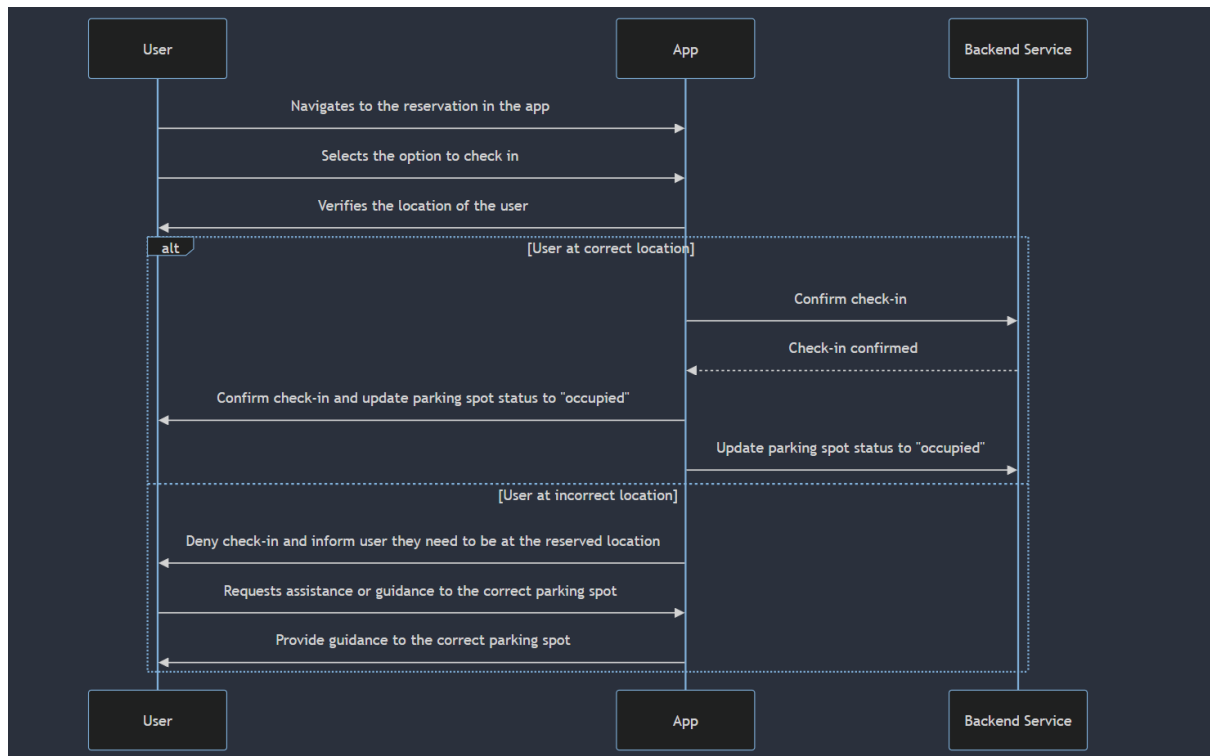 User
App
Backend Service
Navigates to the reservation in the app
Selects the option to check in
Verifies the location of the user
alt
[User at correct location]
Confirm check-in
Check-in confirmed
Confirm check-in and update parking spot status to "occupied"
Update parking spot status to "occupied"
[User at incorrect location]
Deny check-in and inform user they need to be at the reserved location
Requests assistance or guidance to the correct parking spot
Provide guidance to the correct parking spot
User
App
Backend Service